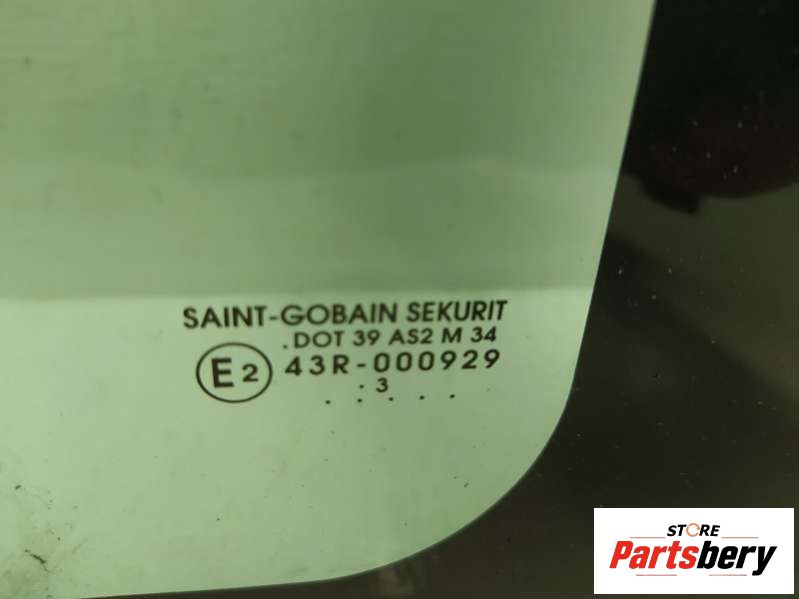 SAINT-GOBAIN SEKURIT
.DOT 39 AS2 M 34
E2 43R-000929
. 3
. . . . .
STORE
Partsbery